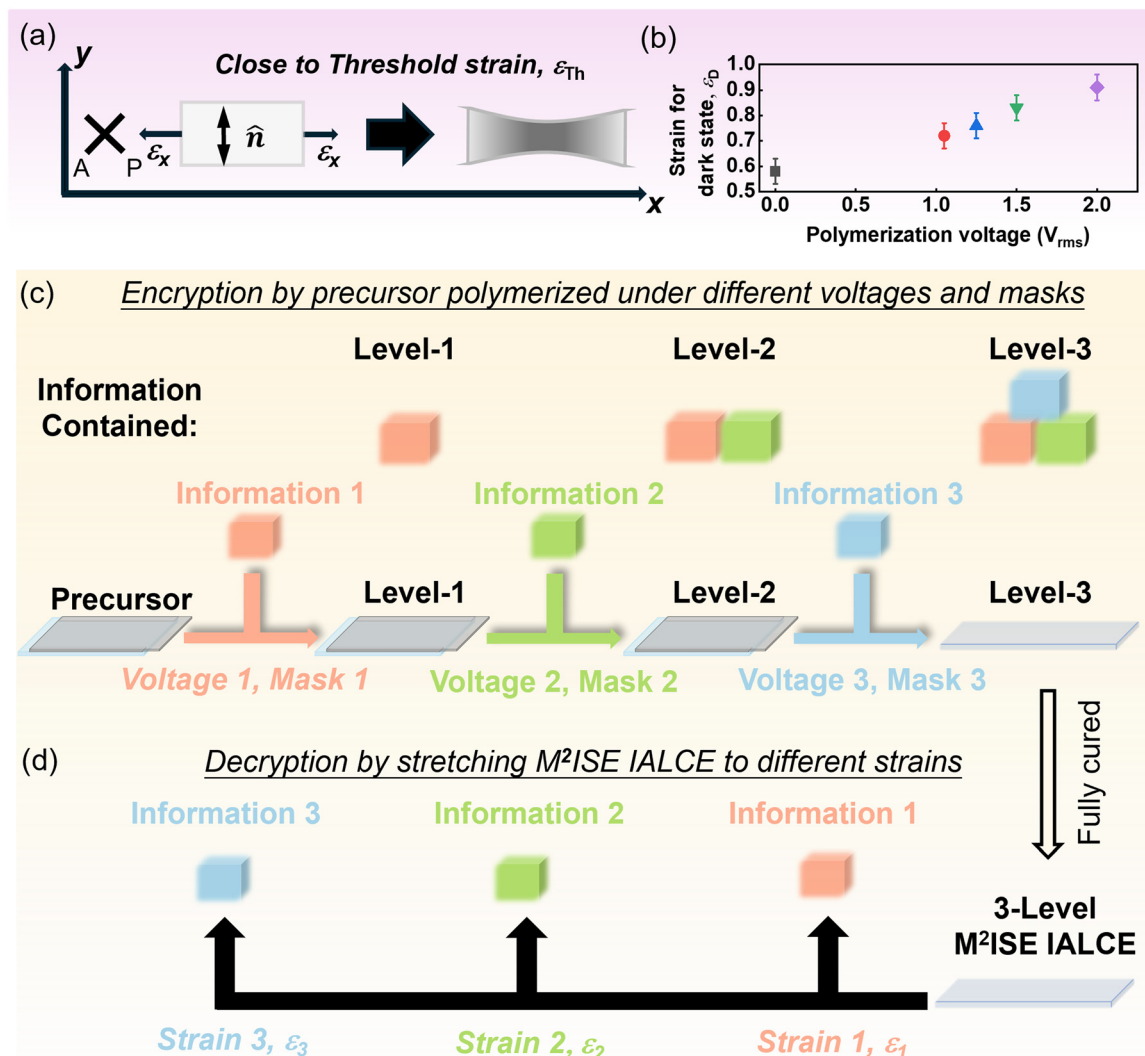 (a)
y
Close to Threshold strain, εTh
A
P
εx
n̂
εx
x
(b)
Strain for
dark state, εD
1.0
0.9
0.8
0.7
0.6
0.5
0.0
0.5
1.0
1.5
2.0
Polymerization voltage (Vrms)
(c)
Encryption by precursor polymerized under different voltages and masks
Level-1
Level-2
Level-3
Information
Contained:
Information 1
Information 2
Information 3
Precursor
Level-1
Level-2
Level-3
Voltage 1, Mask 1
Voltage 2, Mask 2
Voltage 3, Mask 3
Fully cured
(d)
Decryption by stretching M²ISE IALCE to different strains
Information 3
Information 2
Information 1
3-Level
M²ISE IALCE
Strain 3, ε3
Strain 2, ε2
Strain 1, ε1